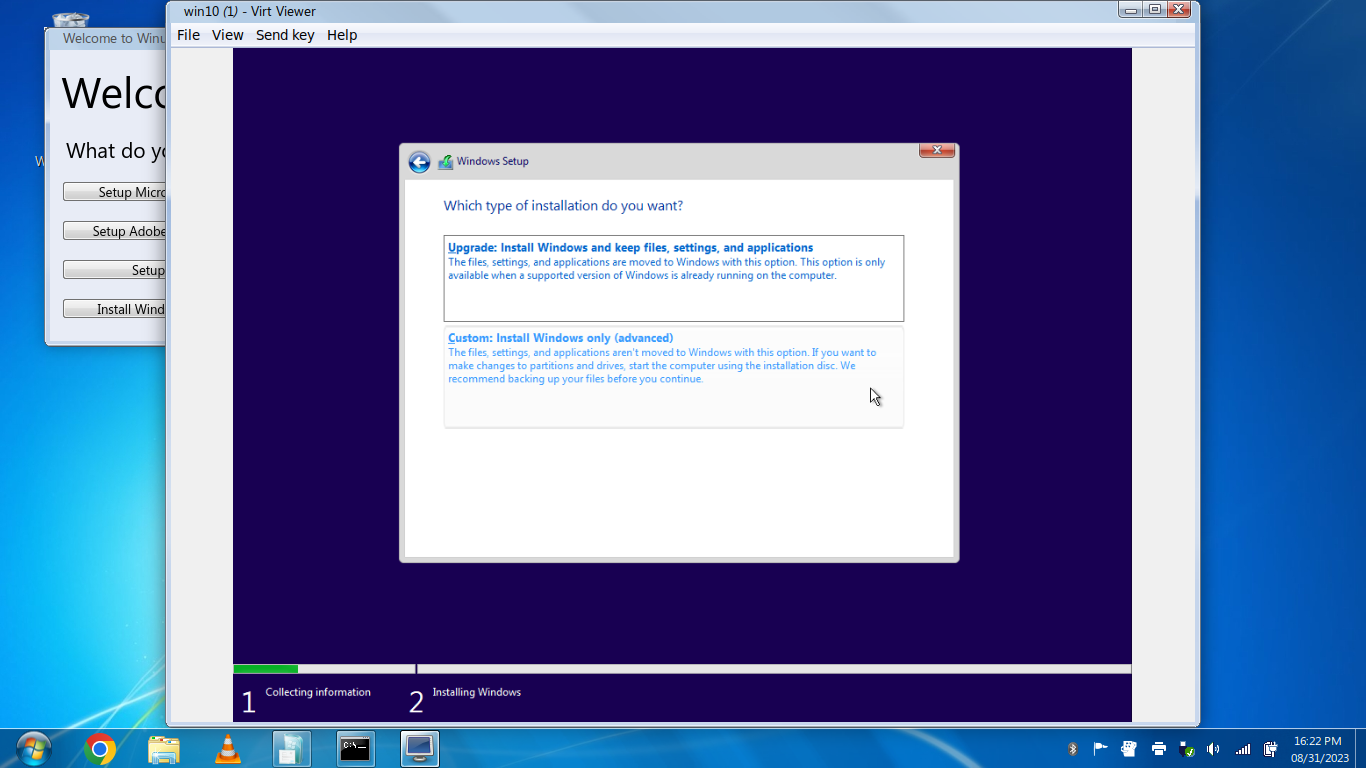 win10 (1) - Virt Viewer
File View Send key Help
Welcome to Winu
Welco
What do yo
W
Setup Micro
Setup Adobe
Setup
Install Wind
Windows Setup
Which type of installation do you want?
Upgrade: Install Windows and keep files, settings, and applications
The files, settings, and applications are moved to Windows with this option. This option is only
available when a supported version of Windows is already running on the computer.
Custom: Install Windows only (advanced)
The files, settings, and applications aren't moved to Windows with this option. If you want to
make changes to partitions and drives, start the computer using the installation disc. We
recommend backing up your files before you continue.
1 Collecting information 2 Installing Windows
C:\
16:22 PM
08/31/2023